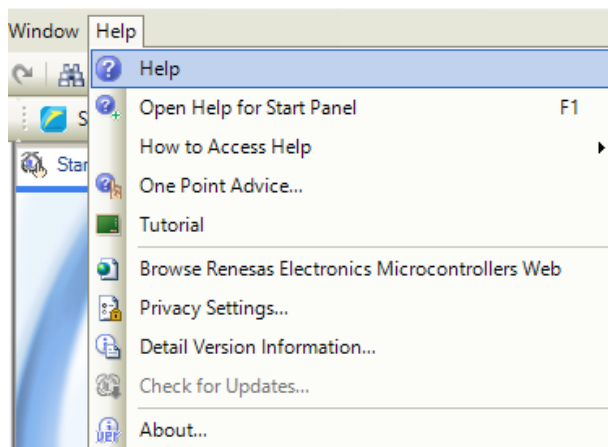 Window Help
Help
Open Help for Start Panel F1
How to Access Help
One Point Advice...
Tutorial
Browse Renesas Electronics Microcontrollers Web
Privacy Settings...
Detail Version Information...
Check for Updates...
About...